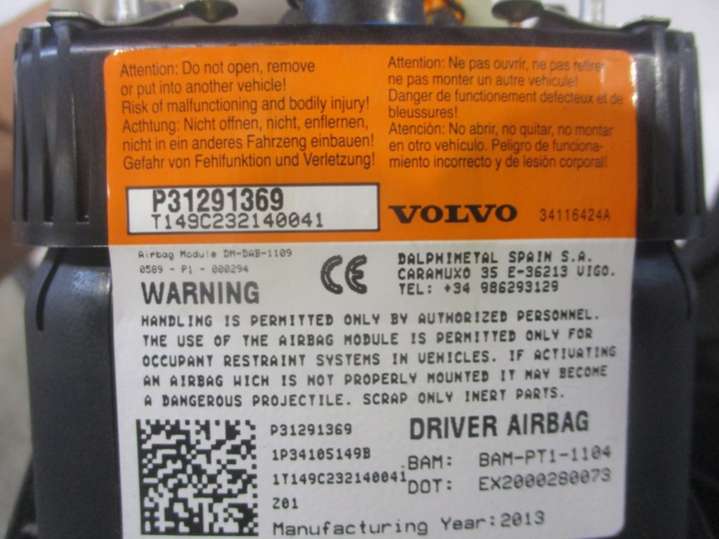 Attention: Do not open, remove
or put into another vehicle!
Risk of malfunctioning and bodily injury!
Achtung: Nicht offnen, nicht, enflernen,
nicht in ein anderes Fahrzeng einbauen!
Gefahr von Fehlfunktion und Verletzung!
Attention: Ne pas ouvrir, ne pas retirer
ne pas monter un autre vehicule!
Danger de functionement defecteux et de
bleussures!
Atención: No abrir, no quitar, no montar
en otro vehiculo. Peligro de funciona-
miento incorrecto y de lesión corporal!
P31291369
T149C232140041
VOLVO 34116424A
Airbag Module DM-DAB-1109
0589 - P1 - 000294
CE
DALPHIMETAL SPAIN S.A.
CARAMUXO 35 E-36213 VIGO.
TEL: +34 986293129
WARNING
HANDLING IS PERMITTED ONLY BY AUTHORIZED PERSONNEL.
THE USE OF THE AIRBAG MODULE IS PERMITTED ONLY FOR
OCCUPANT RESTRAINT SYSTEMS IN VEHICLES. IF ACTIVATING
AN AIRBAG WICH IS NOT PROPERLY MOUNTED IT MAY BECOME
A DANGEROUS PROJECTILE. SCRAP ONLY INERT PARTS.
P31291369
1P34105149B
1T149C232140041
Z01
DRIVER AIRBAG
BAM: BAM-PT1-1104
DOT: EX2000280073
Manufacturing Year:2013